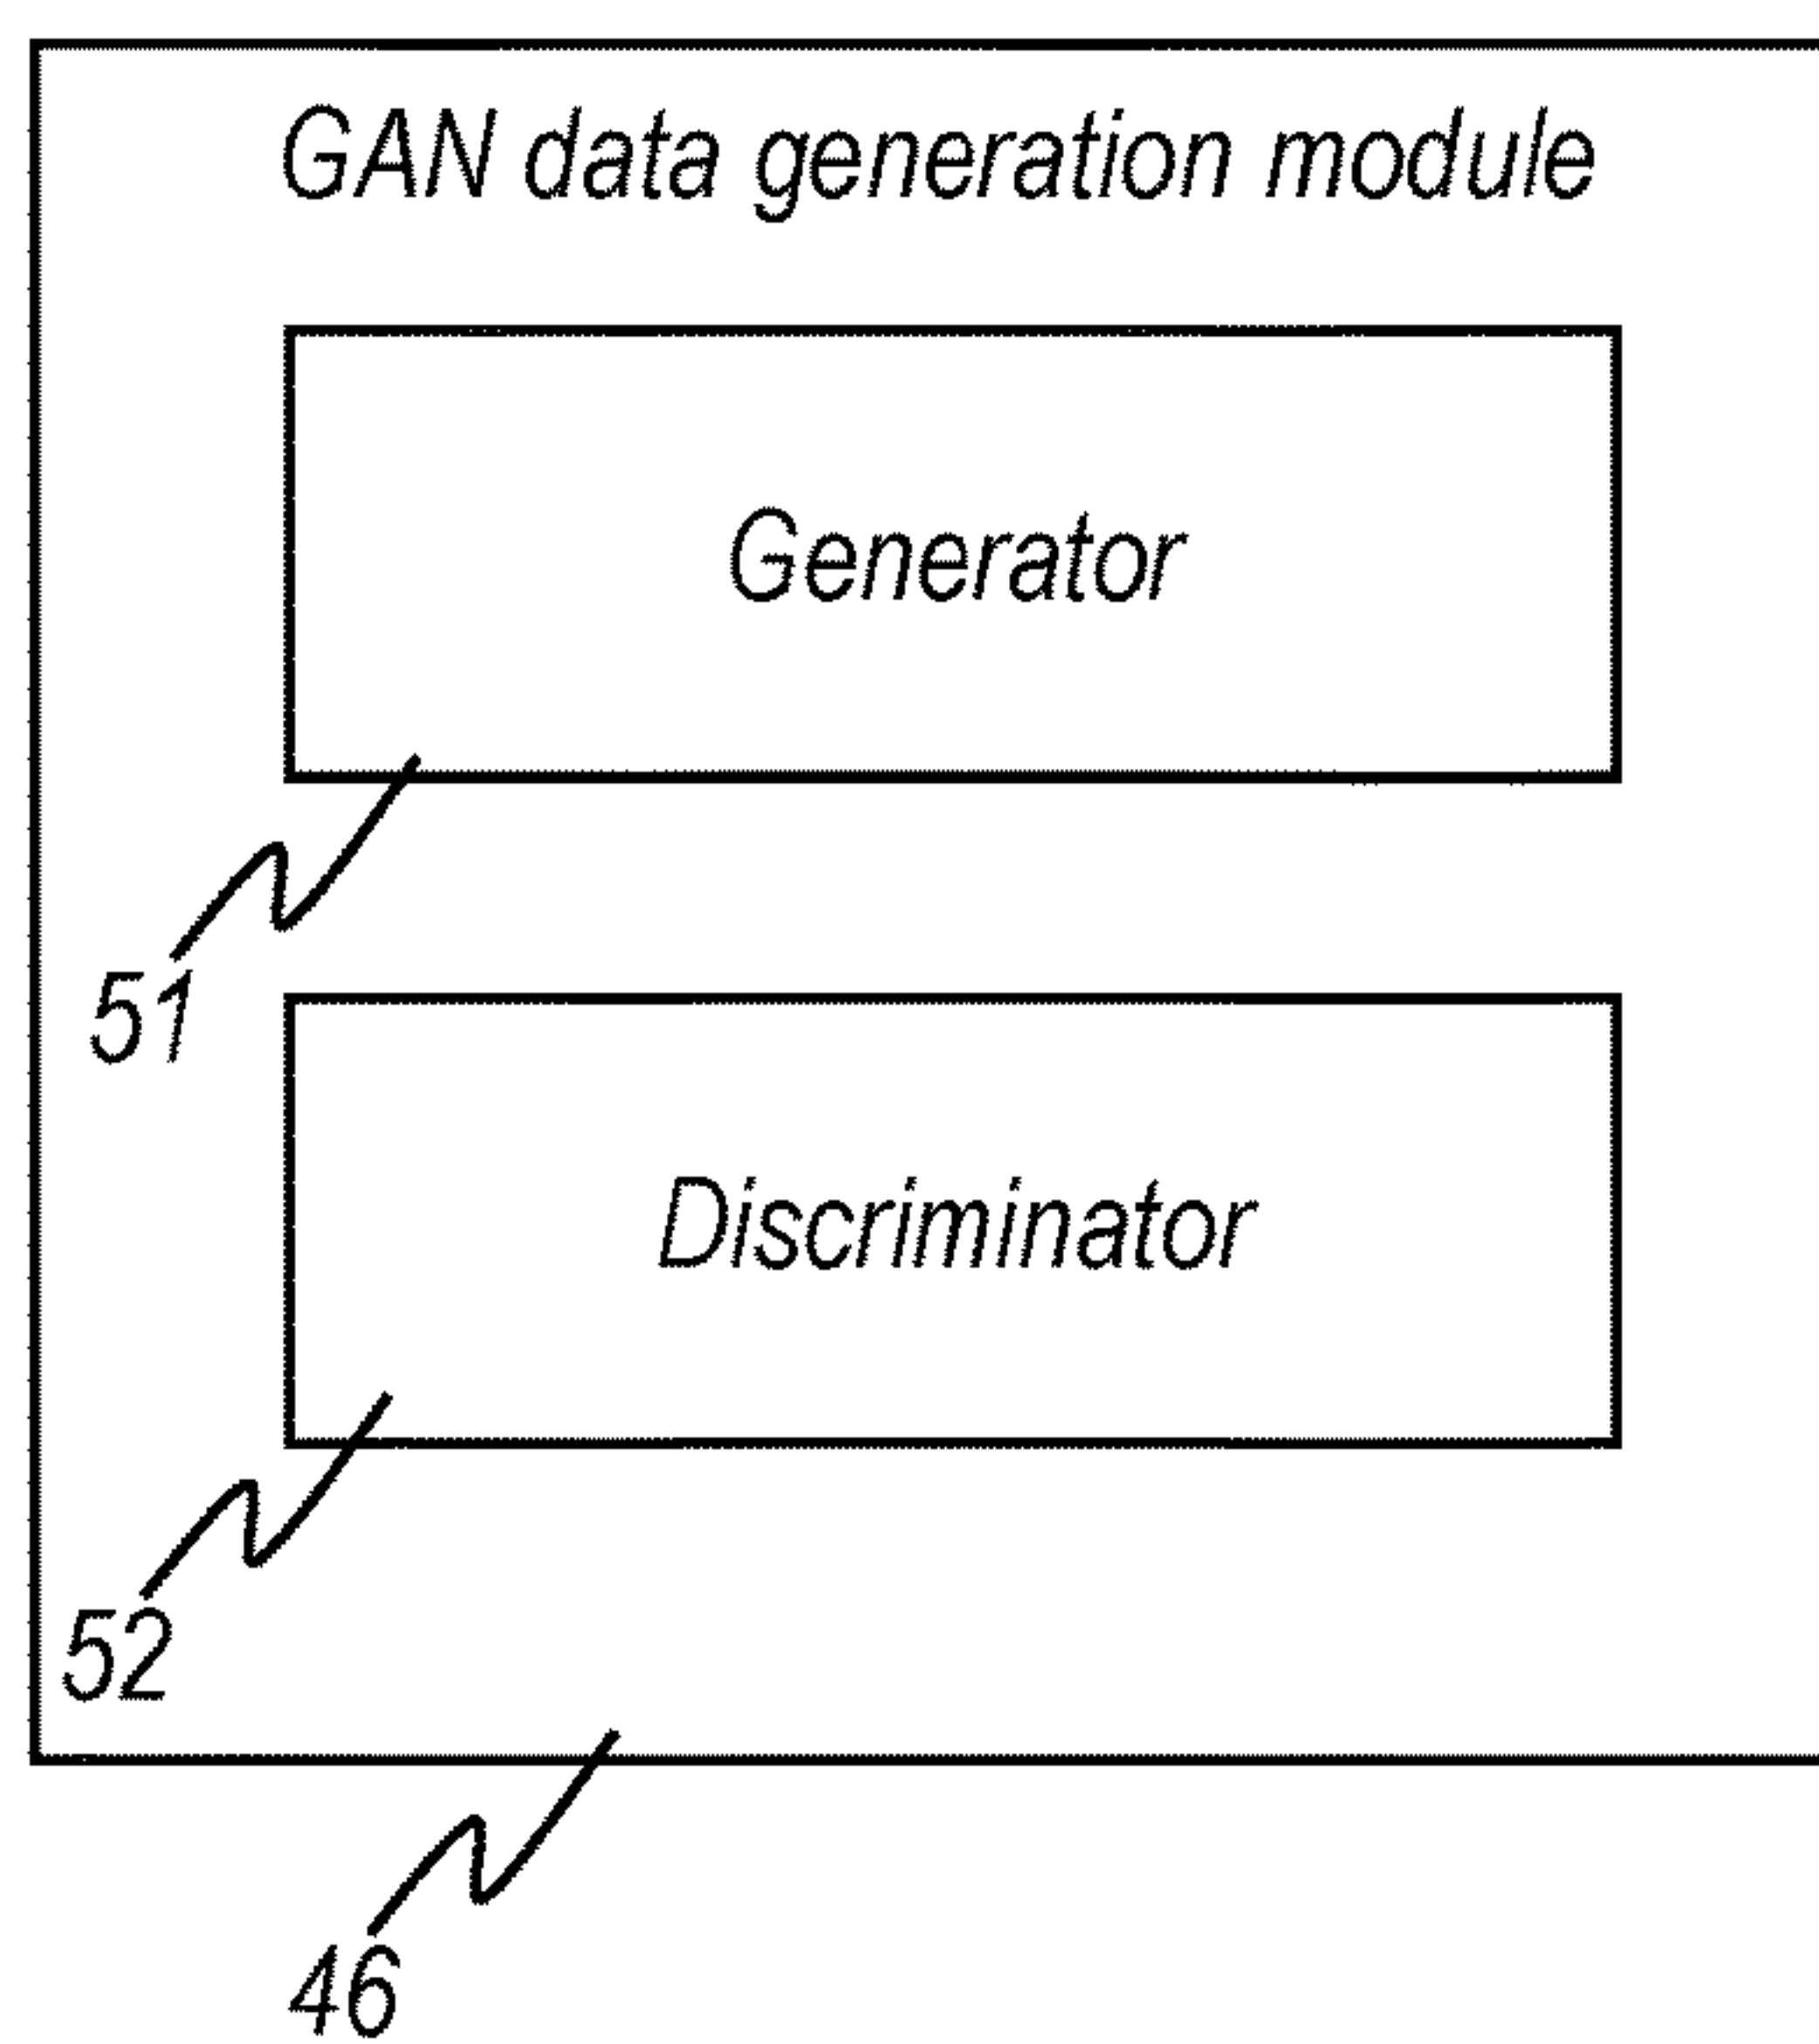 GAN data generation module
Generator
51
Discriminator
52
46